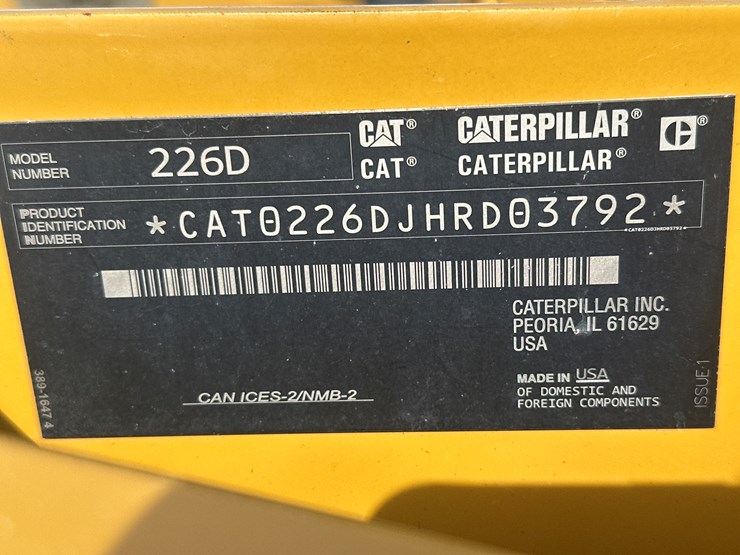 MODEL NUMBER 226D
CAT® CATERPILLAR® C®
CAT® CATERPILLAR®
PRODUCT IDENTIFICATION NUMBER *CAT0226DJHRD03792*
*CAT0226DJHRD03792*
CATERPILLAR INC.
PEORIA, IL 61629
USA
MADE IN USA
OF DOMESTIC AND
FOREIGN COMPONENTS
CAN ICES-2/NMB-2
389-1647 4
ISSUE 1